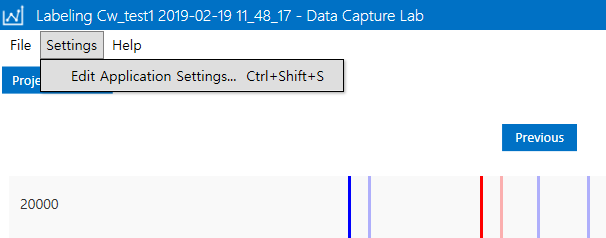 Labeling Cw_test1 2019-02-19 11_48_17 - Data Capture Lab
File Settings Help
Edit Application Settings... Ctrl+Shift+S
Previous
20000